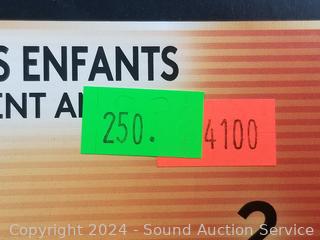 S ENFANTS
ENT A
250.
4100
2
Copyright © 2024 - Sound Auction Service